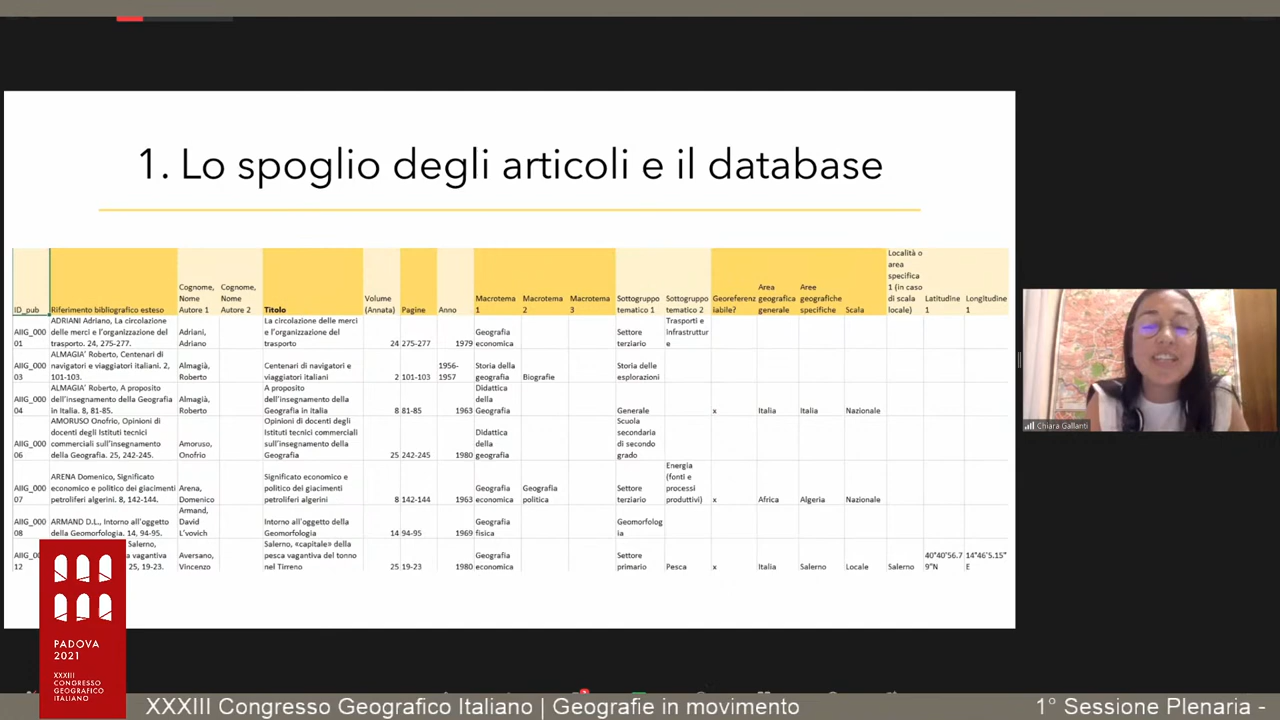 1. Lo spoglio degli articoli e il database
ID_pub Riferimento bibliografico esteso Cognome, Nome Autore 1 Cognome, Nome Autore 2 Titolo Volume (Annata) Pagine Anno Macrotema 1 Macrotema 2 Macrotema 3 Sottogruppo tematico 1 Sottogruppo tematico 2 Georeferenziabile? Area geografica generale Aree geografiche specifiche Scala Località o area specifica 1 (in caso di scala locale) Latitudine 1 Longitudine 1
AIIG_00001 ADRIANI Adriano, La circolazione delle merci e l'organizzazione del trasporto. 24, 275-277. Adriani, Adriano La circolazione delle merci e l'organizzazione del trasporto 24 275-277 1979 Geografia economica Settore terziario Trasporti e infrastrutture
AIIG_00003 ALMAGIA' Roberto, Centenari di navigatori e viaggiatori italiani. 2, 101-103. Almagià, Roberto Centenari di navigatori e viaggiatori italiani 2 101-103 1956-1957 Storia della geografia Biografie Storia delle esplorazioni
AIIG_00004 ALMAGIA' Roberto, A proposito dell'insegnamento della Geografia in Italia. 8, 81-85. Almagià, Roberto A proposito dell'insegnamento della Geografia in Italia 8 81-85 1963 Didattica della Geografia Generale x Italia Italia Nazionale
AIIG_00006 AMORUSO Onofrio, Opinioni di docenti degli Istituti tecnici commerciali sull'insegnamento della Geografia. 25, 242-245. Amoruso, Onofrio Opinioni di docenti degli Istituti tecnici commerciali sull'insegnamento della Geografia 25 242-245 1980 Didattica della geografia Scuola secondaria di secondo grado
AIIG_00007 ARENA Domenico, Significato economico e politico dei giacimenti petroliferi algerini. 8, 142-144. Arena, Domenico Significato economico e politico dei giacimenti petroliferi algerini 8 142-144 1963 Geografia economica Geografia politica Settore terziario Energia (fonti e processi produttivi) x Africa Algeria Nazionale
AIIG_00008 ARMAND D.L., Intorno all'oggetto della Geomorfologia. 14, 94-95. Armand, David L'vovich Intorno all'oggetto della Geomorfologia 14 94-95 1969 Geografia fisica Geomorfologia
AIIG_00 12 Salerno, a vagantiva 25, 19-23. Aversano, Vincenzo Salerno, «capitale» della pesca vagantiva del tonno nel Tirreno 25 19-23 1980 Geografia economica Settore primario Pesca x Italia Salerno Locale Salerno 40°40'56.79"N 14°46'5.15"E
Chiara Gallanti
PADOVA
2021
XXXIII
CONGRESSO
GEOGRAFICO
ITALIANO
XXXIII Congresso Geografico Italiano | Geografie in movimento
1° Sessione Plenaria -